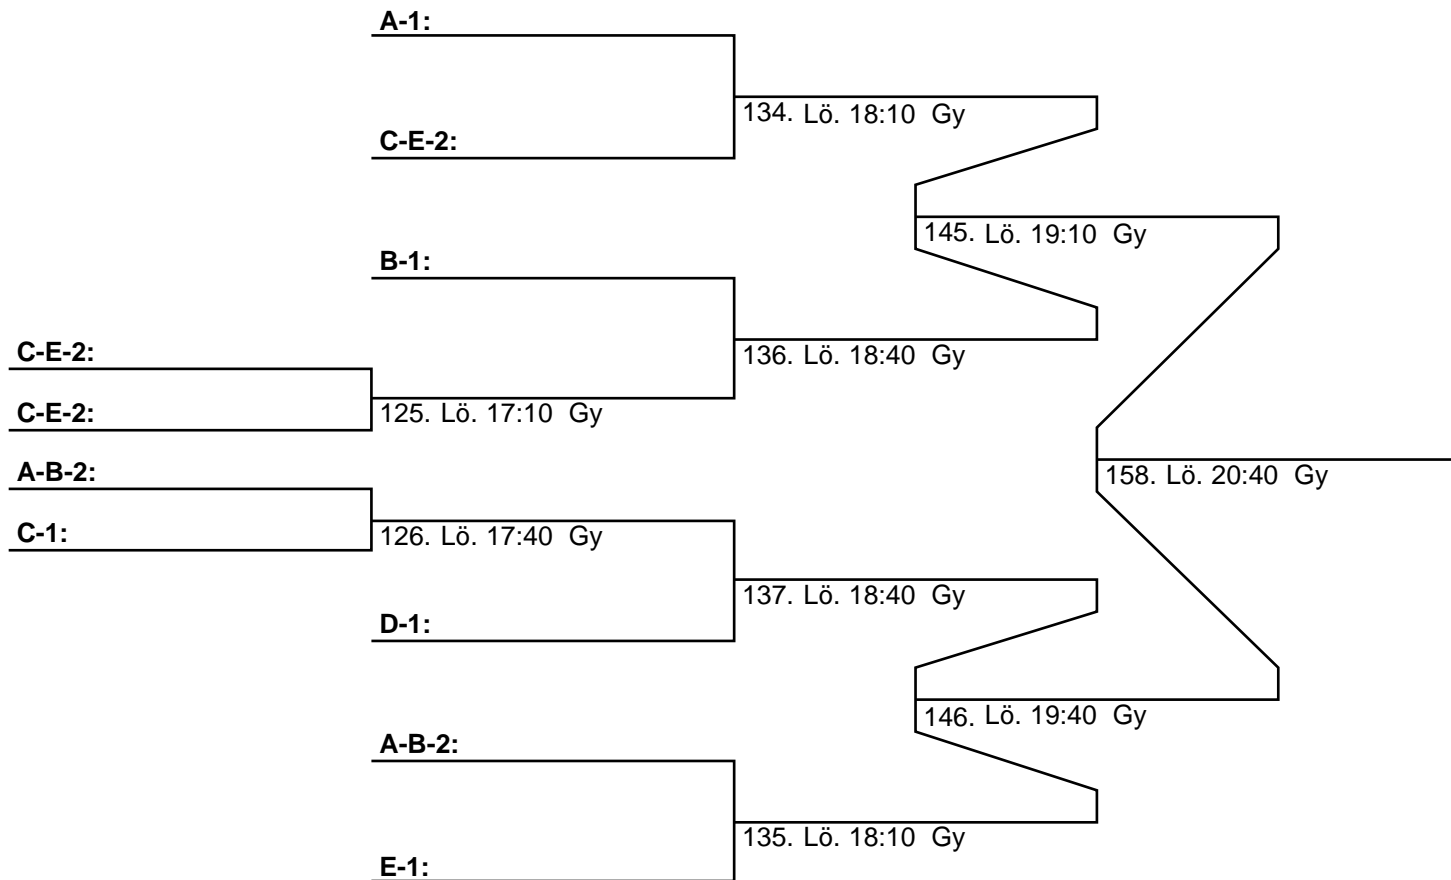 A-1:
134. Lö. 18:10 Gy
C-E-2:
145. Lö. 19:10 Gy
B-1:
C-E-2:
136. Lö. 18:40 Gy
C-E-2:
125. Lö. 17:10 Gy
A-B-2:
158. Lö. 20:40 Gy
C-1:
126. Lö. 17:40 Gy
137. Lö. 18:40 Gy
D-1:
146. Lö. 19:40 Gy
A-B-2:
135. Lö. 18:10 Gy
E-1: